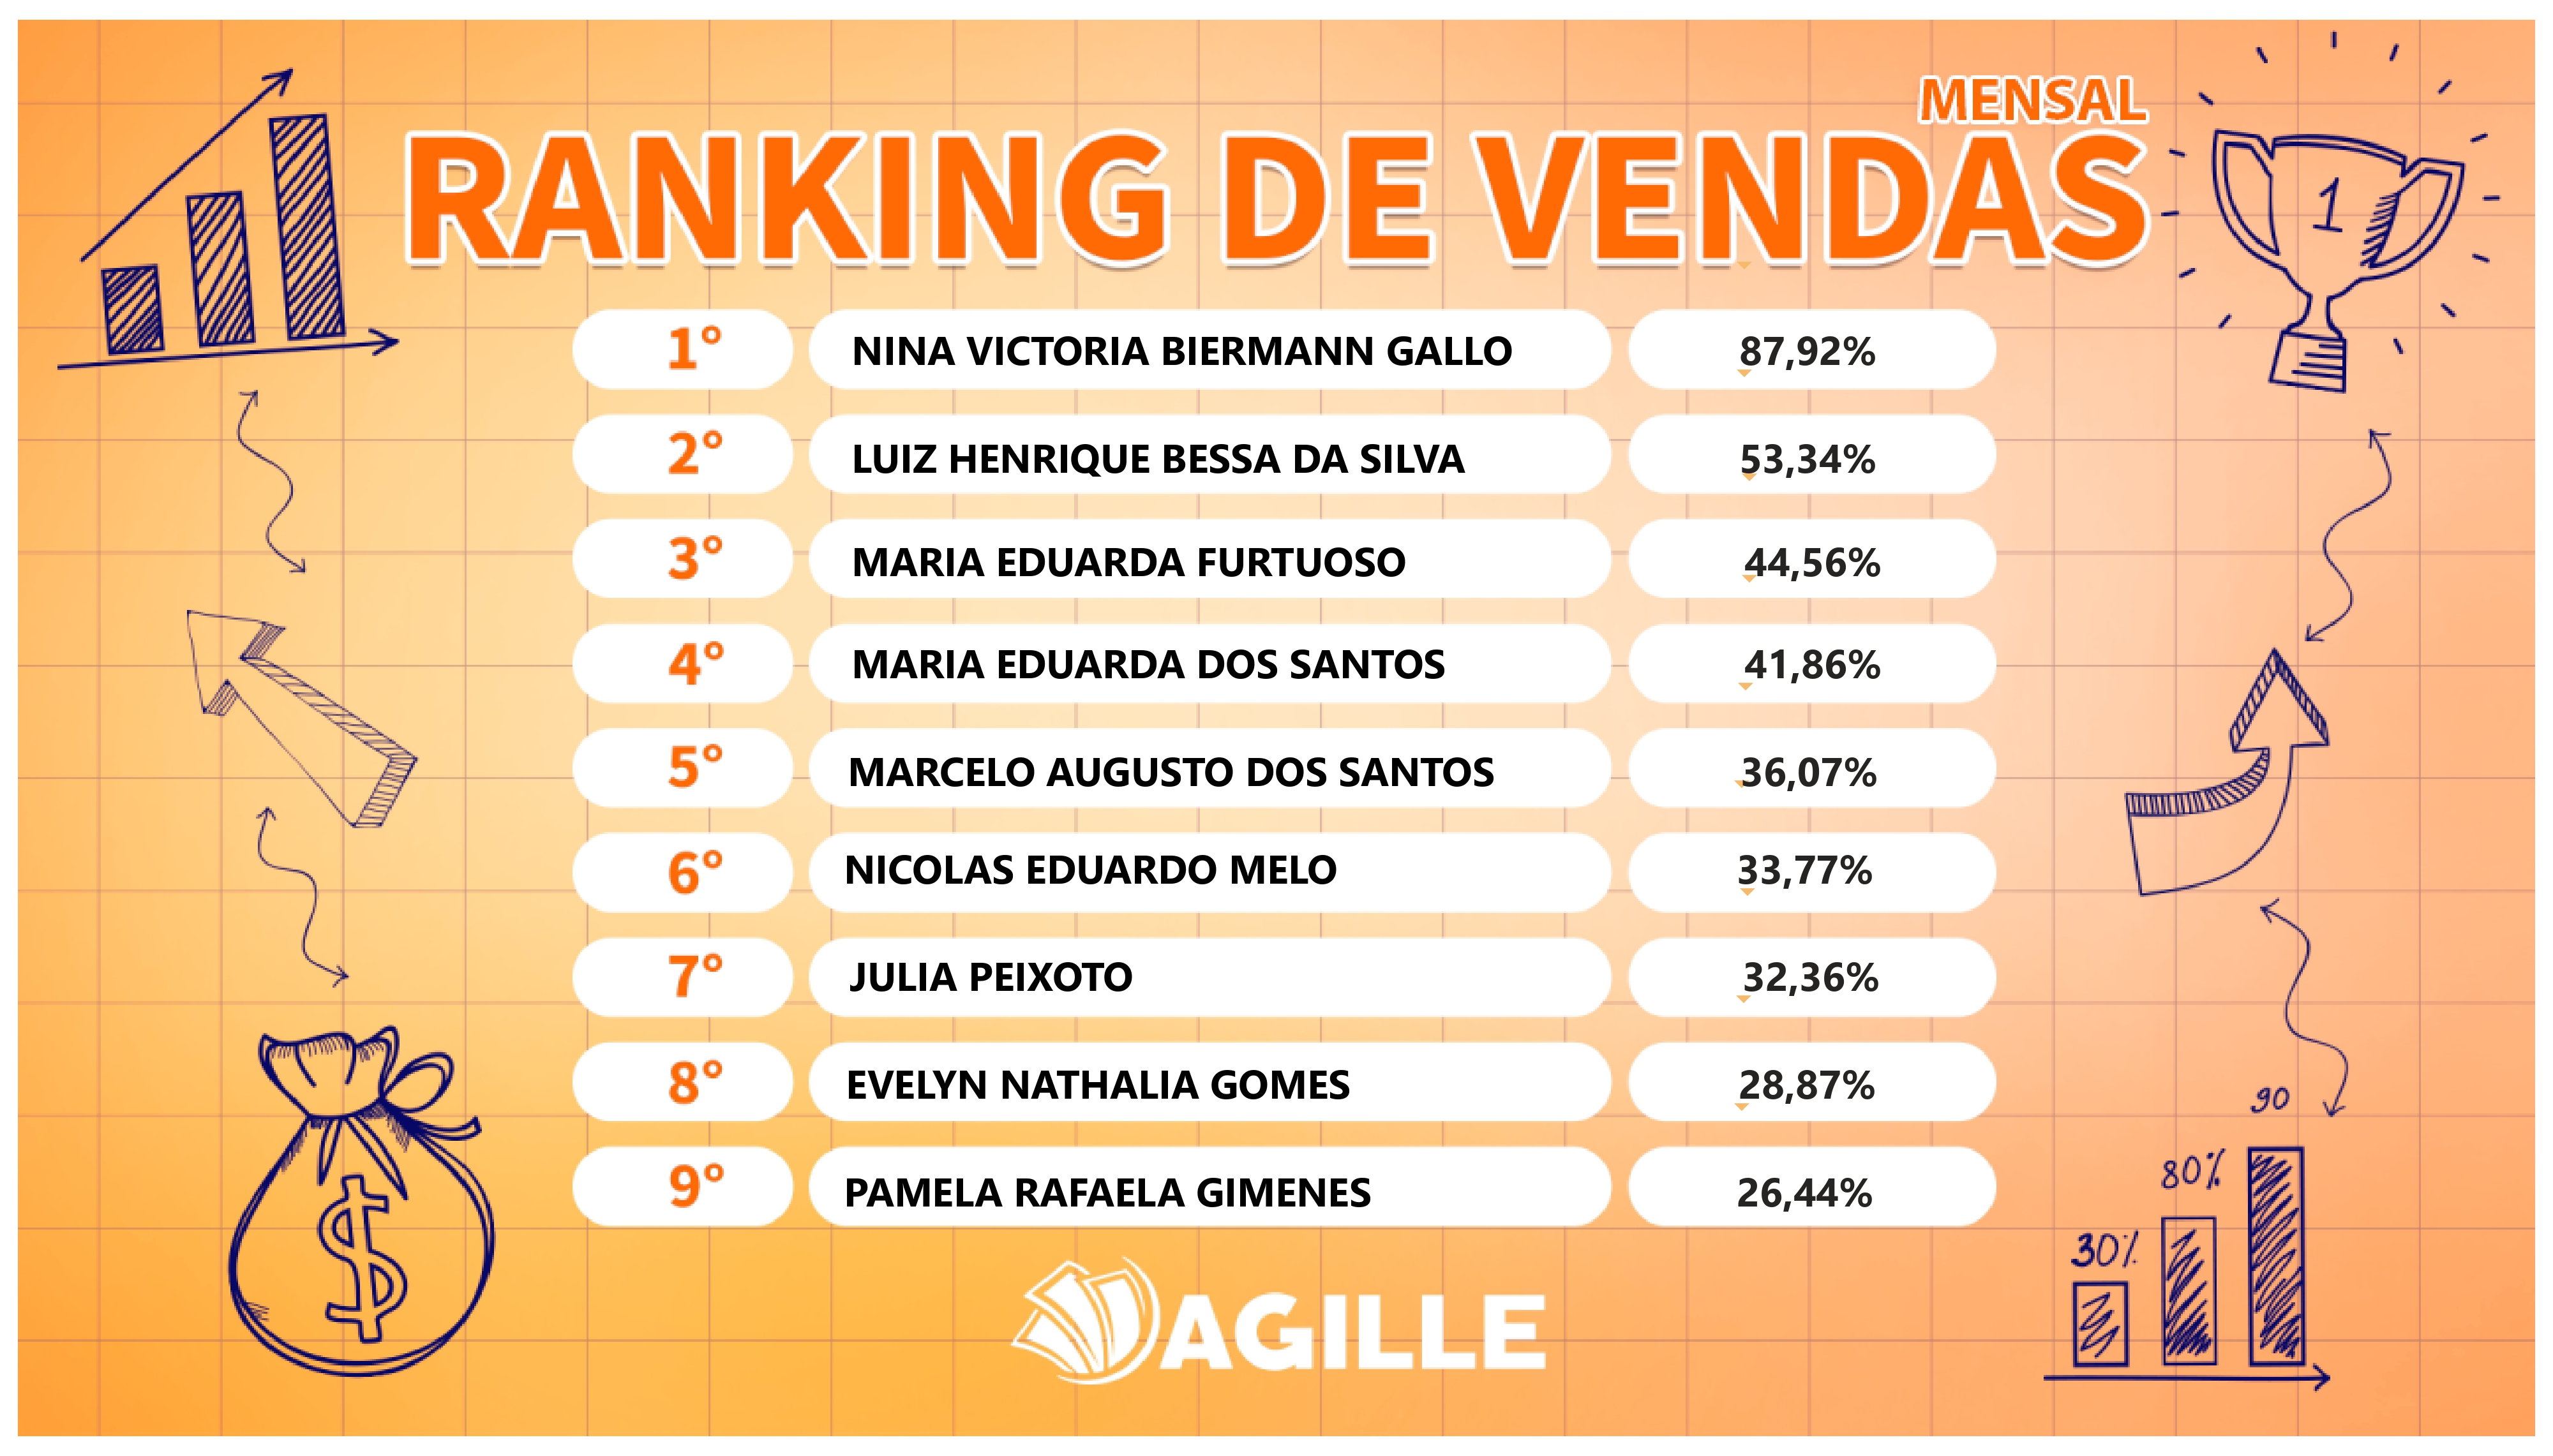 MENSAL
RANKING DE VENDAS
1
1° NINA VICTORIA BIERMANN GALLO 87,92%
2° LUIZ HENRIQUE BESSA DA SILVA 53,34%
3° MARIA EDUARDA FURTUOSO 44,56%
4° MARIA EDUARDA DOS SANTOS 41,86%
5° MARCELO AUGUSTO DOS SANTOS 36,07%
6° NICOLAS EDUARDO MELO 33,77%
7° JULIA PEIXOTO 32,36%
8° EVELYN NATHALIA GOMES 28,87%
9° PAMELA RAFAELA GIMENES 26,44%
90
80%
30%
$
AGILLE